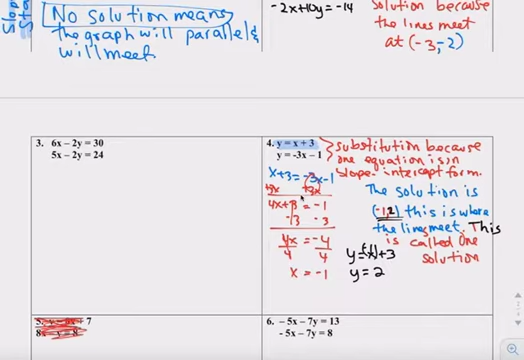 No solution means
the graph will parallel &
will meet
-2x+10y=-14
solution because
the lines meet
at (-3,-2)
3. 6x - 2y = 30
5x - 2y = 24
4. y = x + 3
y = -3x - 1
substitution because
one equation is in
slope intercept form.
x+3=-3x-1
+3x +3x
4x+3=-1
-3 -3
4x = -4
4 4
x = -1
The solution is
(-1,2) this is where
the lines meet. This
is called one
solution
y=(-1)+3
y=2
+ 7
6. - 5x - 7y = 13
- 5x - 7y = 8